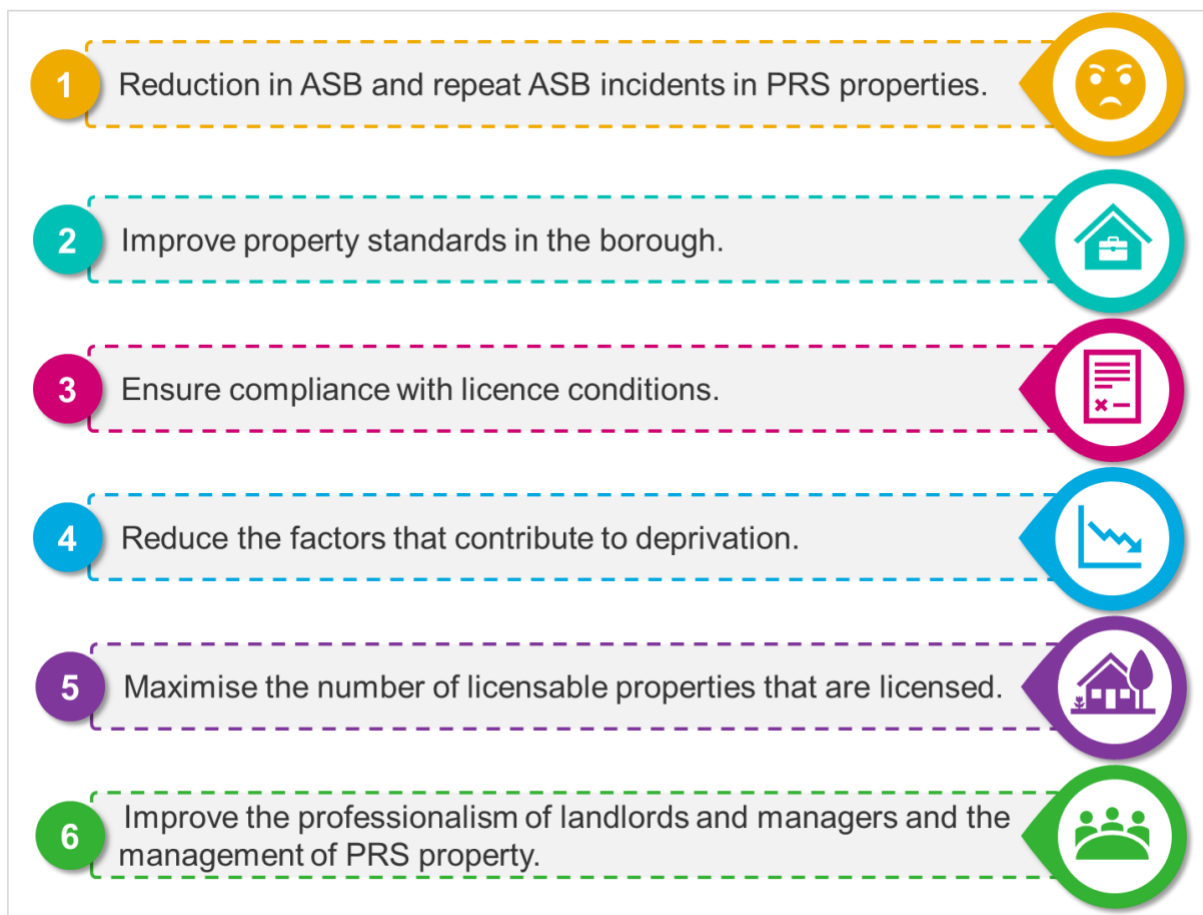 1
Reduction in ASB and repeat ASB incidents in PRS properties.
2
Improve property standards in the borough.
3
Ensure compliance with licence conditions.
4
Reduce the factors that contribute to deprivation.
5
Maximise the number of licensable properties that are licensed.
6
Improve the professionalism of landlords and managers and the
management of PRS property.